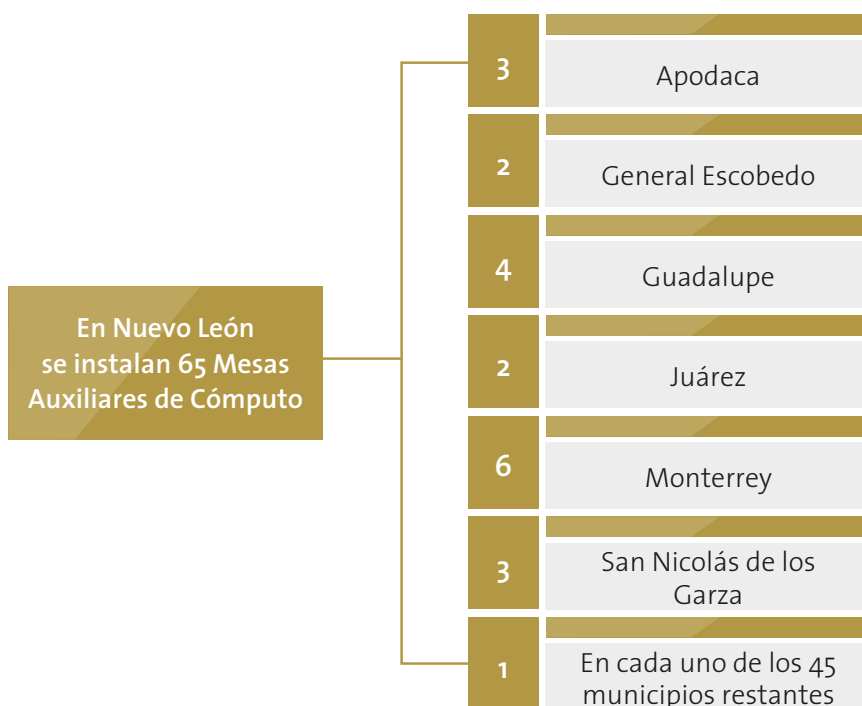 En Nuevo León
se instalan 65 Mesas
Auxiliares de Cómputo
3
Apodaca
2
General Escobedo
4
Guadalupe
2
Juárez
6
Monterrey
3
San Nicolás de los
Garza
1
En cada uno de los 45
municipios restantes